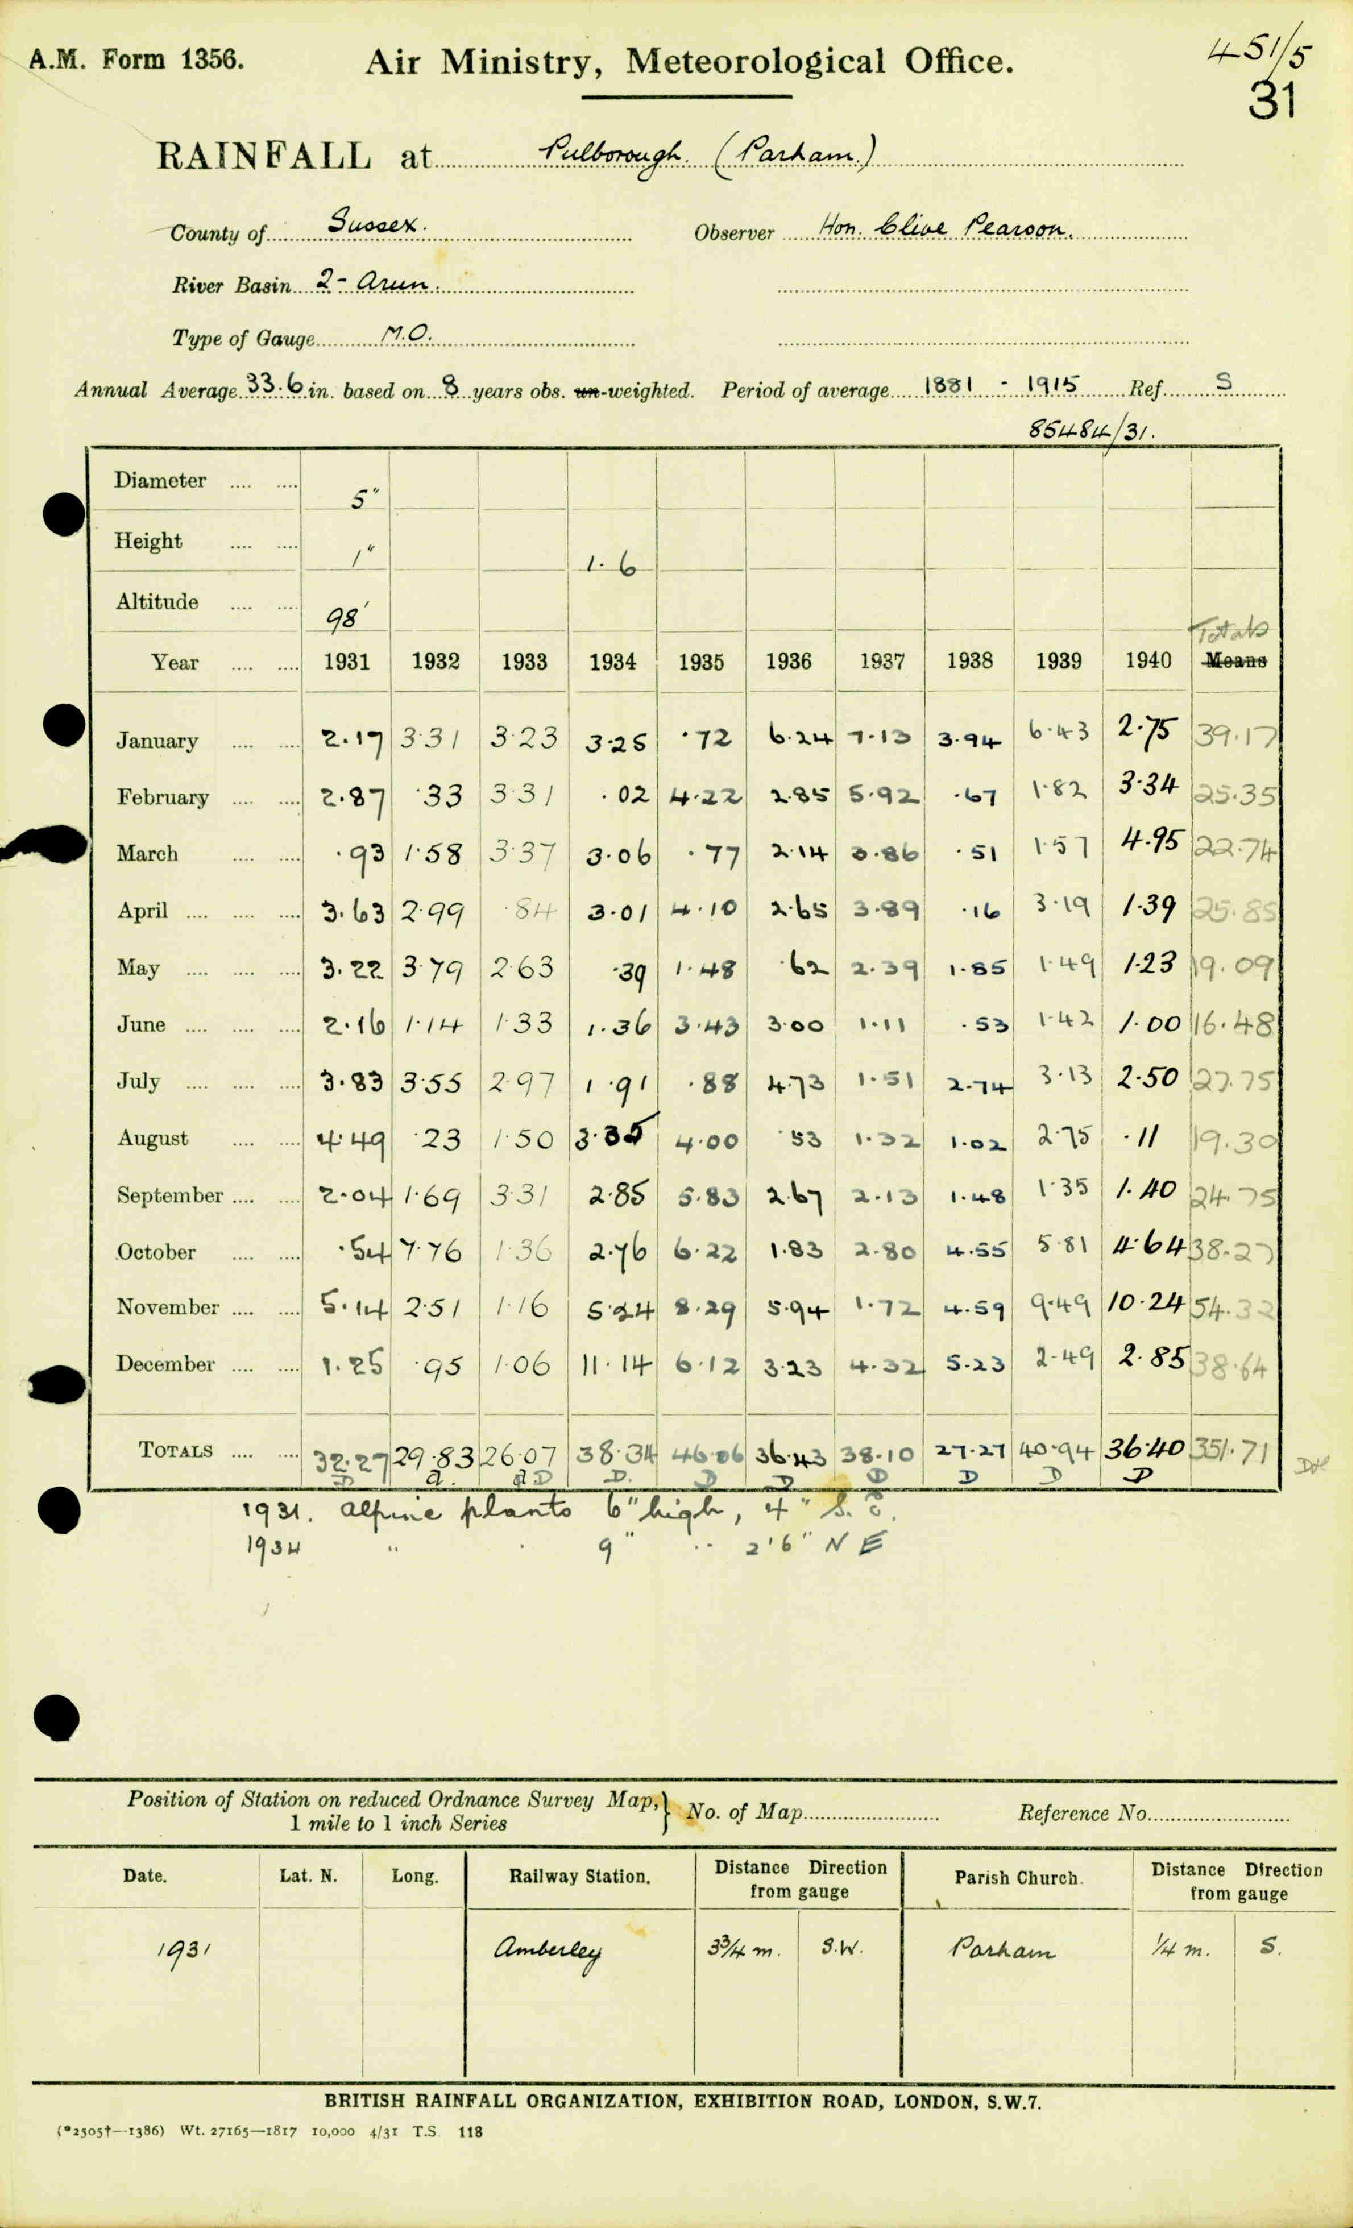 A.M. Form 1356.
Air Ministry, Meteorological Office.
451/5
31
RAINFALL at Pulborough. (Parham.)
County of Sussex. Observer Hon. Clive Pearson.
River Basin 2 - Arun.
Type of Gauge M.O.
Annual Average 33.6 in. based on 8 years obs. un-weighted. Period of average 1881 - 1915 Ref. S
85484/31.
Diameter .... .... 5"
Height .... .... 1" 1.6
Altitude .... .... 98'
Totals
Year .... .... 1931 1932 1933 1934 1935 1936 1937 1938 1939 1940 Means
January .... .... 2.17 3.31 3.23 3.25 .72 6.24 7.13 3.94 6.43 2.75 39.17
February .... .... 2.87 .33 3.31 .02 4.22 2.85 5.92 .67 1.82 3.34 25.35
March .... .... .93 1.58 3.37 3.06 .77 2.14 3.86 .51 1.57 4.95 22.74
April .... .... .... 3.63 2.99 .84 3.01 4.10 2.65 3.89 .16 3.19 1.39 25.85
May .... .... .... 3.22 3.79 2.63 .39 1.48 .62 2.39 1.85 1.49 1.23 19.09
June .... .... .... 2.16 1.14 1.33 1.36 3.43 3.00 1.11 .53 1.42 1.00 16.48
July .... .... .... 3.83 3.55 2.97 1.91 .88 4.73 1.51 2.74 3.13 2.50 27.75
August .... .... 4.49 .23 1.50 3.35 4.00 .53 1.32 1.02 2.75 .11 19.30
September .... .... 2.04 1.69 3.31 2.85 5.83 2.67 2.13 1.48 1.35 1.40 24.75
October .... .... .54 7.76 1.36 2.76 6.22 1.83 2.80 4.55 5.81 4.64 38.27
November .... .... 5.14 2.51 1.16 5.24 8.29 5.94 1.72 4.59 9.49 10.24 54.32
December .... .... 1.25 .95 1.06 11.14 6.12 3.23 4.32 5.23 2.49 2.85 38.64
TOTALS .... .... 32.27 29.83 26.07 38.34 46.06 36.43 38.10 27.27 40.94 36.40 351.71
D a. a.D D. D D D D D D
1931. alpine plants 6" high, 4" S.
1934 " . 9" .. 2'6" N E
Position of Station on reduced Ordnance Survey Map,} No. of Map Reference No.
1 mile to 1 inch Series
Date. Lat. N. Long. Railway Station. Distance Direction from gauge Parish Church. Distance Direction from gauge
1931 Amberley 3¾ m. S.W. Parham ¼ m. S.
BRITISH RAINFALL ORGANIZATION, EXHIBITION ROAD, LONDON, S.W.7.
(*2505†—1386) Wt. 27165—1817 10,000 4/31 T.S. 118